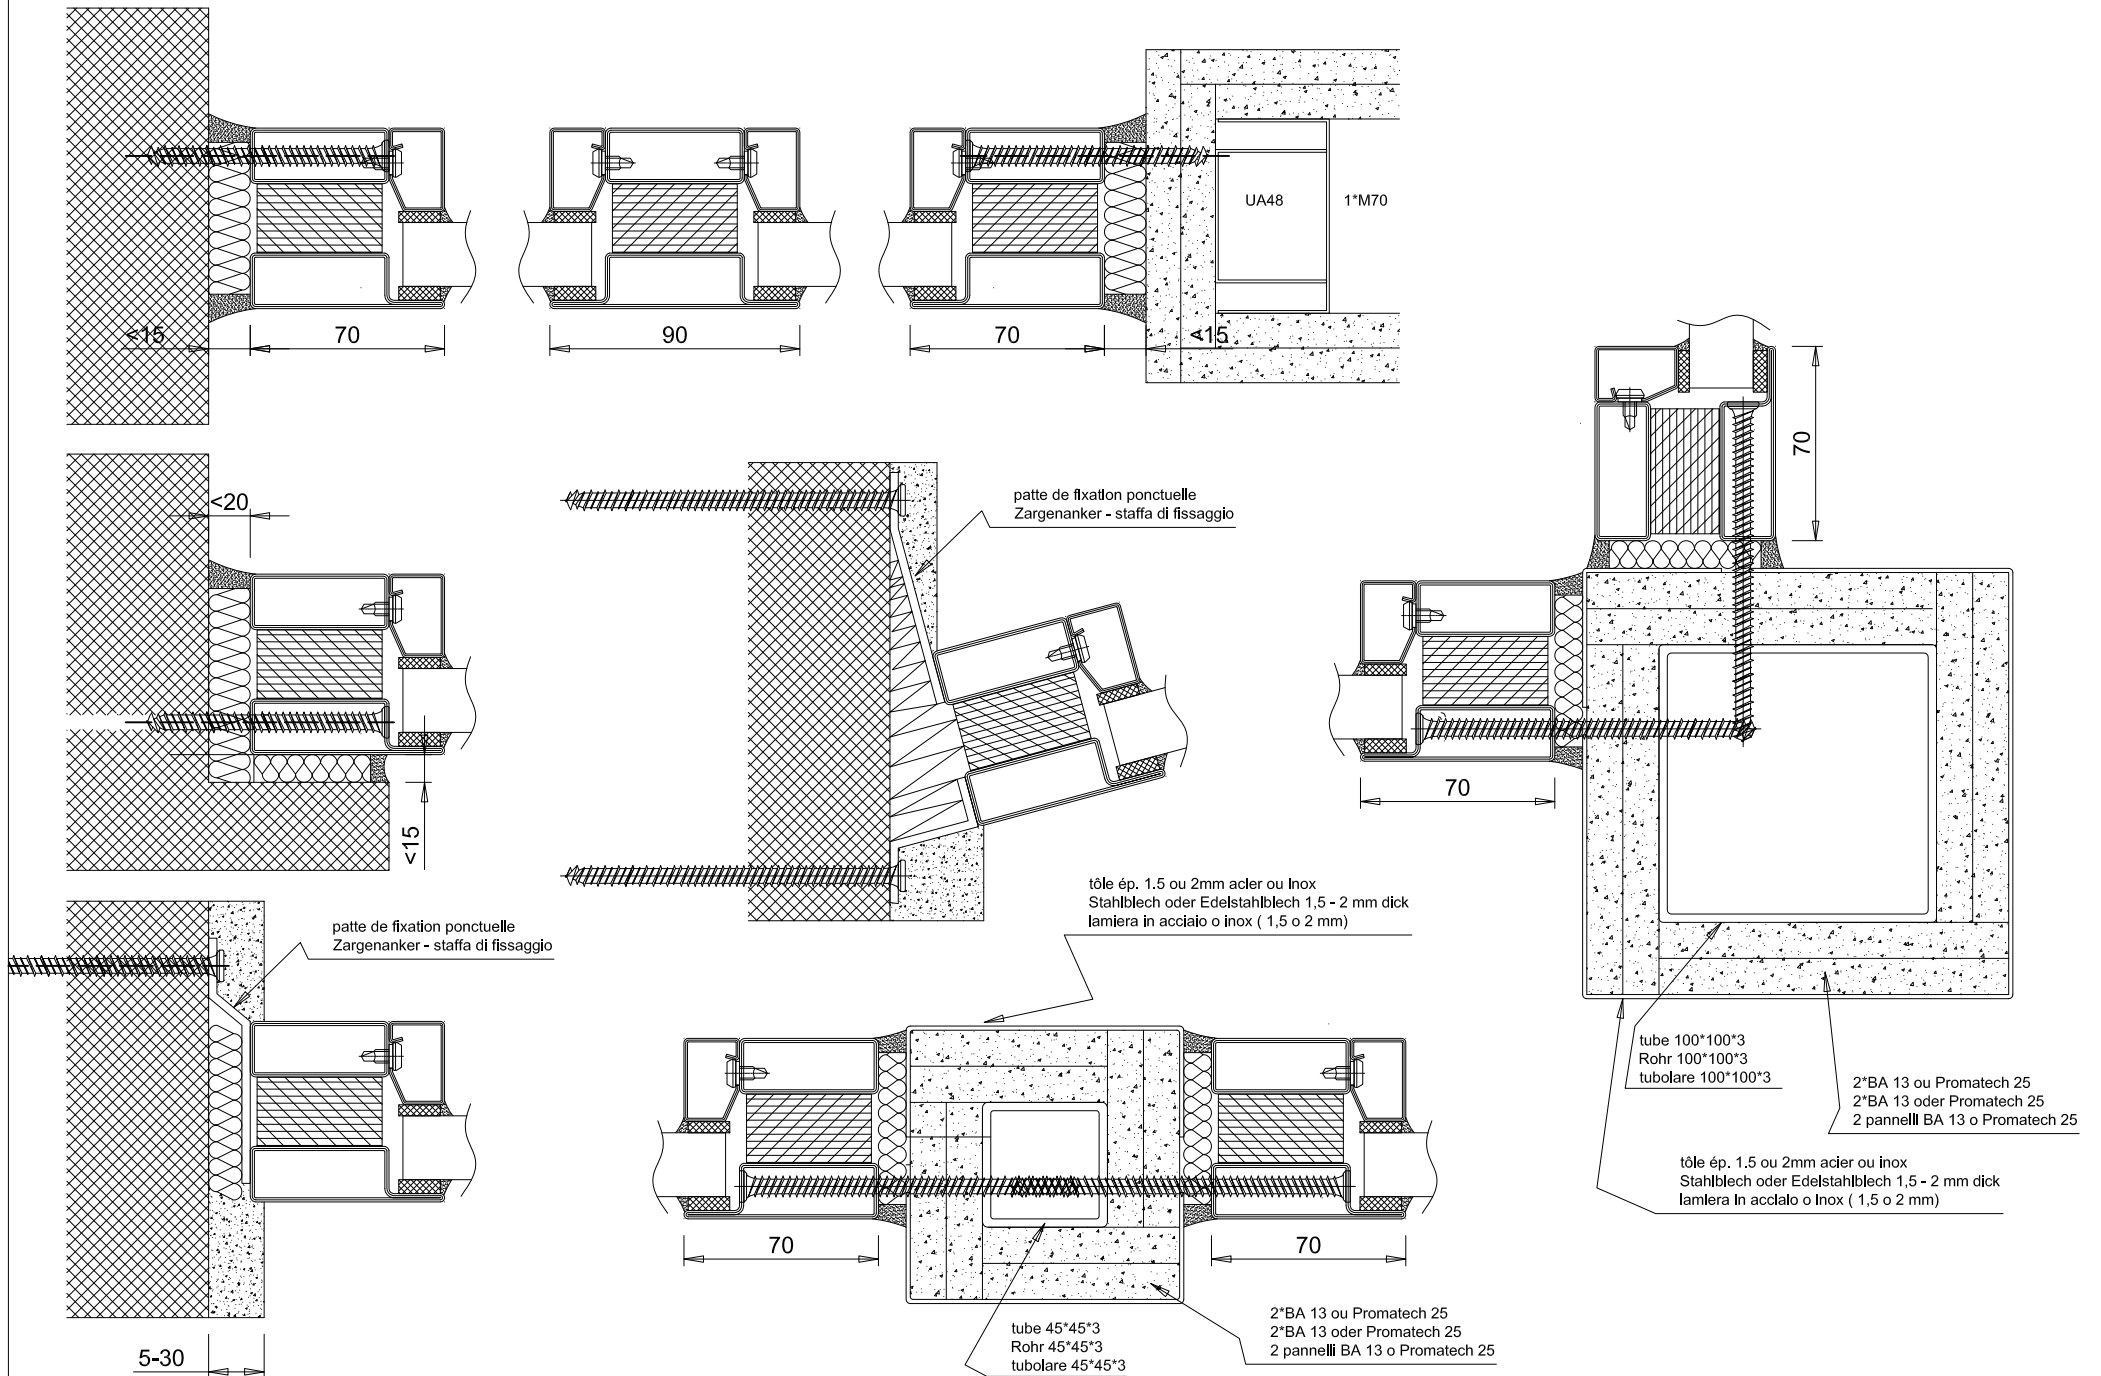 UA48
1*M70
<15
70
90
70
<15
70
<20
patte de fixation ponctuelle
Zargenanker - staffa di fissaggio
<15
70
tôle ép. 1.5 ou 2mm acier ou Inox
Stahlblech oder Edelstahlblech 1,5 - 2 mm dick
lamiera in acciaio o inox ( 1,5 o 2 mm)
patte de fixation ponctuelle
Zargenanker - staffa di fissaggio
tube 100*100*3
Rohr 100*100*3
tubolare 100*100*3
2*BA 13 ou Promatech 25
2*BA 13 oder Promatech 25
2 pannelli BA 13 o Promatech 25
tôle ép. 1.5 ou 2mm acier ou inox
Stahlblech oder Edelstahlblech 1,5 - 2 mm dick
lamiera in acciaio o inox ( 1,5 o 2 mm)
70
70
5-30
tube 45*45*3
Rohr 45*45*3
tubolare 45*45*3
2*BA 13 ou Promatech 25
2*BA 13 oder Promatech 25
2 pannelli BA 13 o Promatech 25